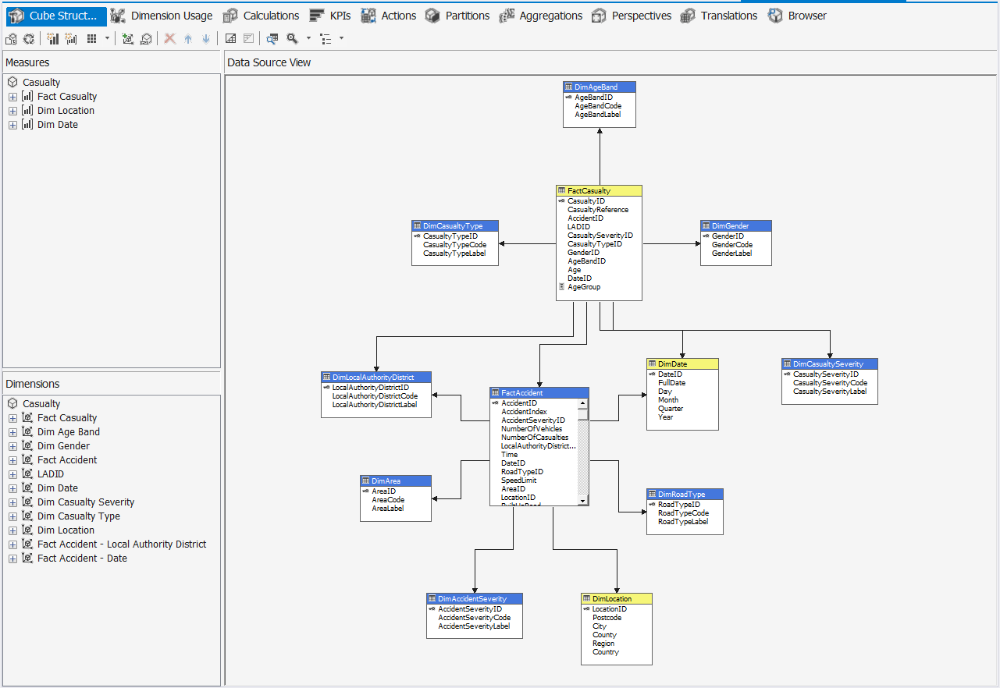 Cube Struct...
Dimension Usage
Calculations
KPIs
Actions
Partitions
Aggregations
Perspectives
Translations
Browser
Measures
Casualty
Fact Casualty
Dim Location
Dim Date
Dimensions
Casualty
Fact Casualty
Dim Age Band
Dim Gender
Fact Accident
LADID
Dim Date
Dim Casualty Severity
Dim Casualty Type
Dim Location
Fact Accident - Local Authority District
Fact Accident - Date
Data Source View
DimAgeBand
AgeBandID
AgeBandCode
AgeBandLabel
FactCasualty
CasualtyID
CasualtyReference
AccidentID
LADID
CasualtySeverityID
CasualtyTypeID
GenderID
AgeBandID
Age
DateID
AgeGroup
DimCasualtyType
CasualtyTypeID
CasualtyTypeCode
CasualtyTypeLabel
DimGender
GenderID
GenderCode
GenderLabel
DimLocalAuthorityDistrict
LocalAuthorityDistrictID
LocalAuthorityDistrictCode
LocalAuthorityDistrictLabel
FactAccident
AccidentID
AccidentIndex
AccidentSeverityID
NumberOfVehicles
NumberOfCasualties
LocalAuthorityDistrict...
Time
DateID
RoadTypeID
SpeedLimit
AreaID
LocationID
DimDate
DateID
FullDate
Day
Month
Quarter
Year
DimCasualtySeverity
CasualtySeverityID
CasualtySeverityCode
CasualtySeverityLabel
DimArea
AreaID
AreaCode
AreaLabel
DimRoadType
RoadTypeID
RoadTypeCode
RoadTypeLabel
DimAccidentSeverity
AccidentSeverityID
AccidentSeverityCode
AccidentSeverityLabel
DimLocation
LocationID
Postcode
City
County
Region
Country